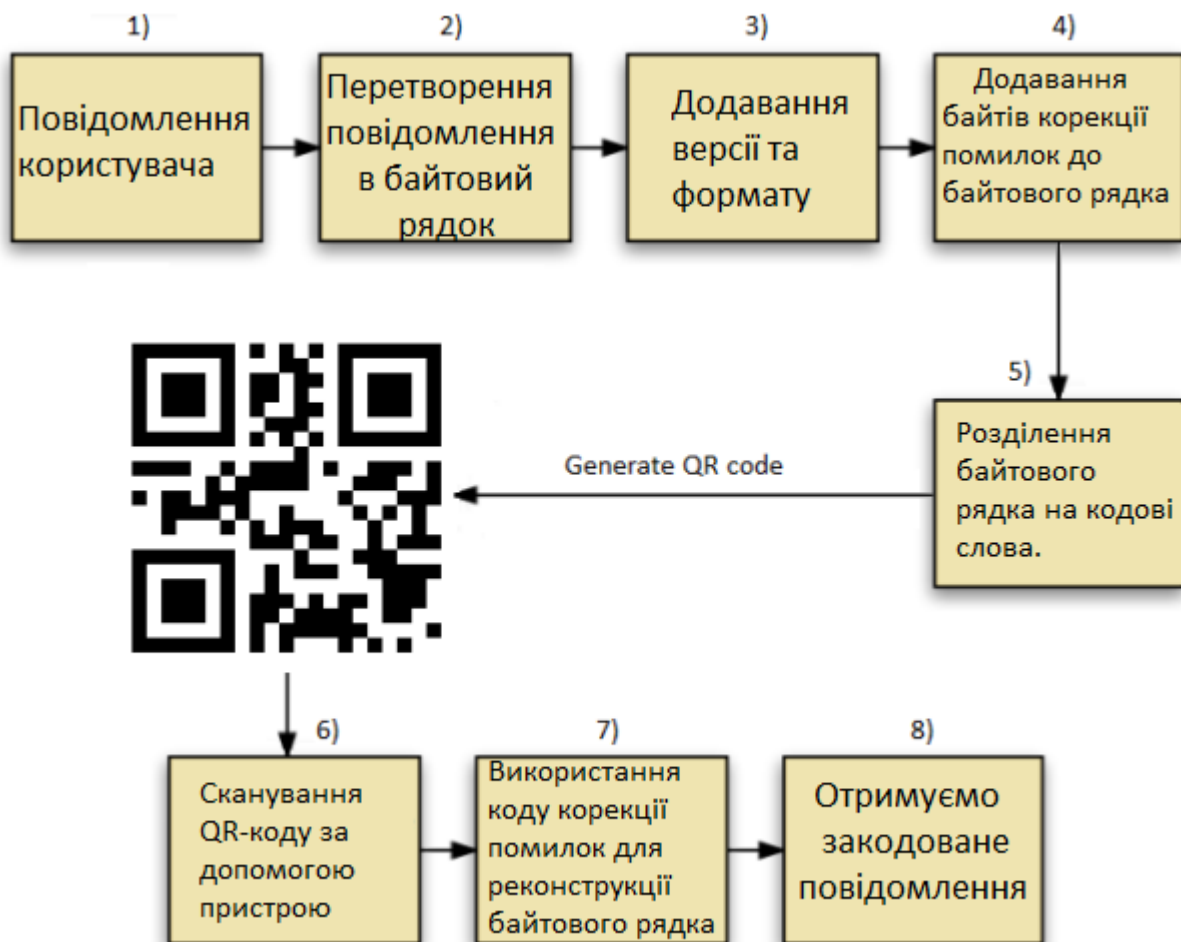 1)
Повідомлення
користувача
2)
Перетворення
повідомлення
в байтовий
рядок
3)
Додавання
версії та
формату
4)
Додавання
байтів корекції
помилок до
байтового рядка
5)
Розділення
байтового
рядка на кодові
слова.
Generate QR code
6)
Сканування
QR-коду за
допомогою
пристрою
7)
Використання
коду корекції
помилок для
реконструкції
байтового рядка
8)
Отримуємо
закодоване
повідомлення